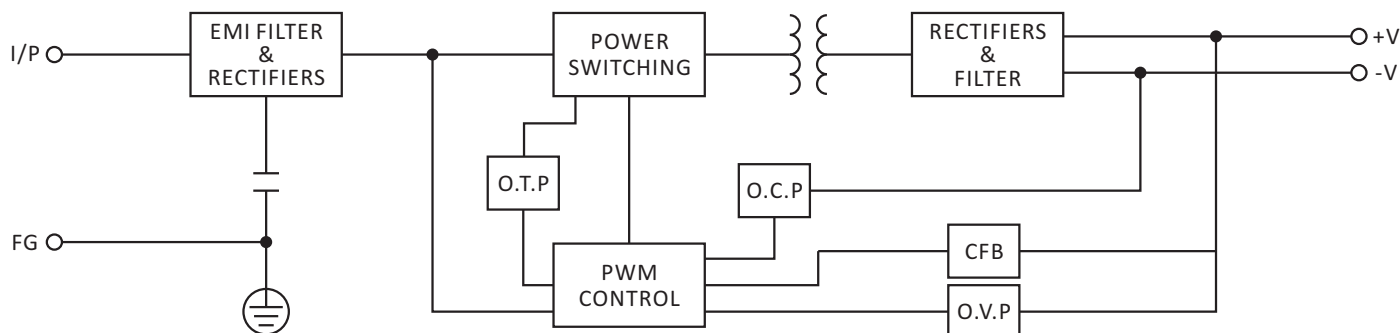 I/P
EMI FILTER
&
RECTIFIERS
POWER
SWITCHING
RECTIFIERS
&
FILTER
+V
-V
O.T.P
O.C.P
FG
PWM
CONTROL
CFB
O.V.P